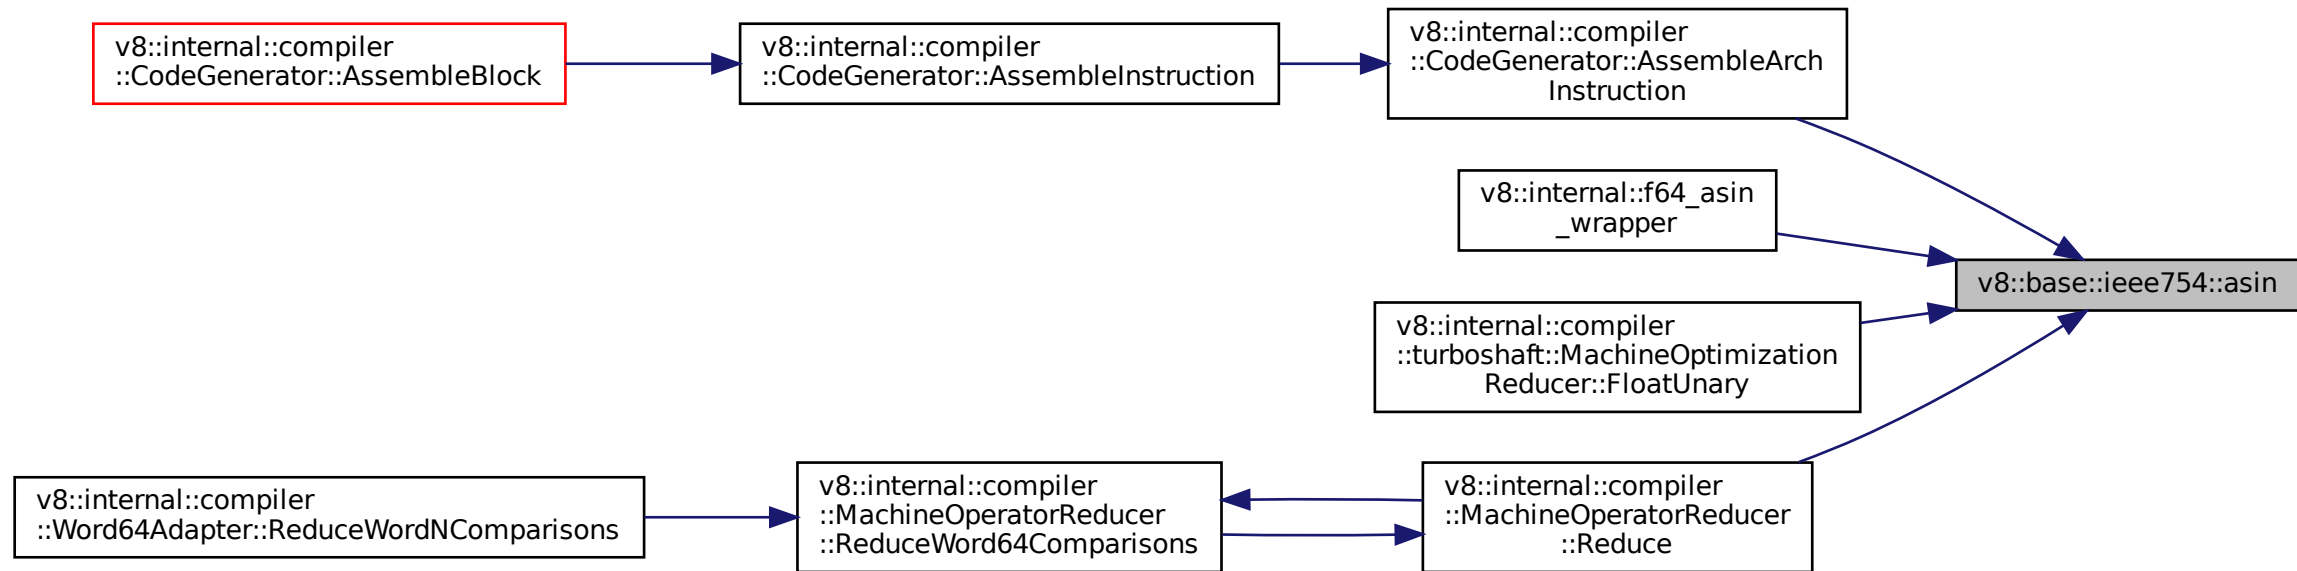 v8::internal::compiler
::CodeGenerator::AssembleBlock
v8::internal::compiler
::CodeGenerator::AssembleInstruction
v8::internal::compiler
::CodeGenerator::AssembleArch
Instruction
v8::internal::f64_asin
_wrapper
v8::base::ieee754::asin
v8::internal::compiler
::turboshaft::MachineOptimization
Reducer::FloatUnary
v8::internal::compiler
::Word64Adapter::ReduceWordNComparisons
v8::internal::compiler
::MachineOperatorReducer
::ReduceWord64Comparisons
v8::internal::compiler
::MachineOperatorReducer
::Reduce